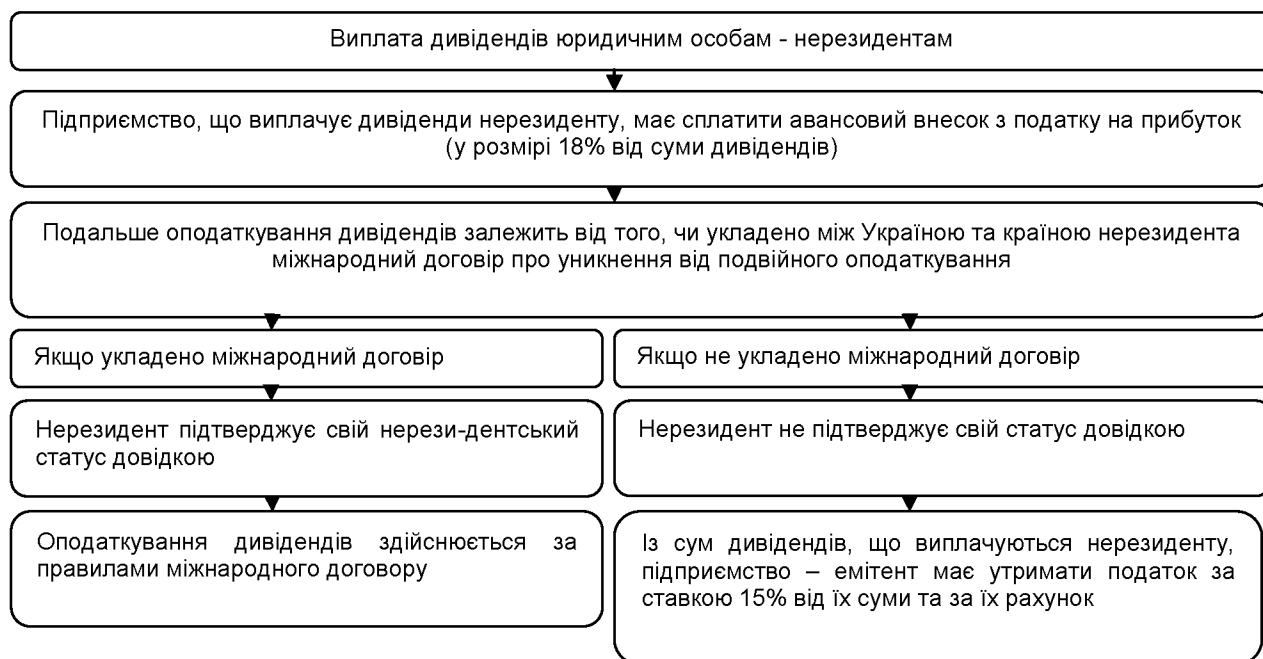 Виплата дивідендів юридичним особам - нерезидентам
Підприємство, що виплачує дивіденди нерезиденту, має сплатити авансовий внесок з податку на прибуток
(у розмірі 18% від суми дивідендів)
Подальше оподаткування дивідендів залежить від того, чи укладено між Україною та країною нерезидента
міжнародний договір про уникнення від подвійного оподаткування
Якщо укладено міжнародний договір
Якщо не укладено міжнародний договір
Нерезидент підтверджує свій нерези-дентський
статус довідкою
Нерезидент не підтверджує свій статус довідкою
Оподаткування дивідендів здійснюється за
правилами міжнародного договору
Із сум дивідендів, що виплачуються нерезиденту,
підприємство – емітент має утримати податок за
ставкою 15% від їх суми та за їх рахунок